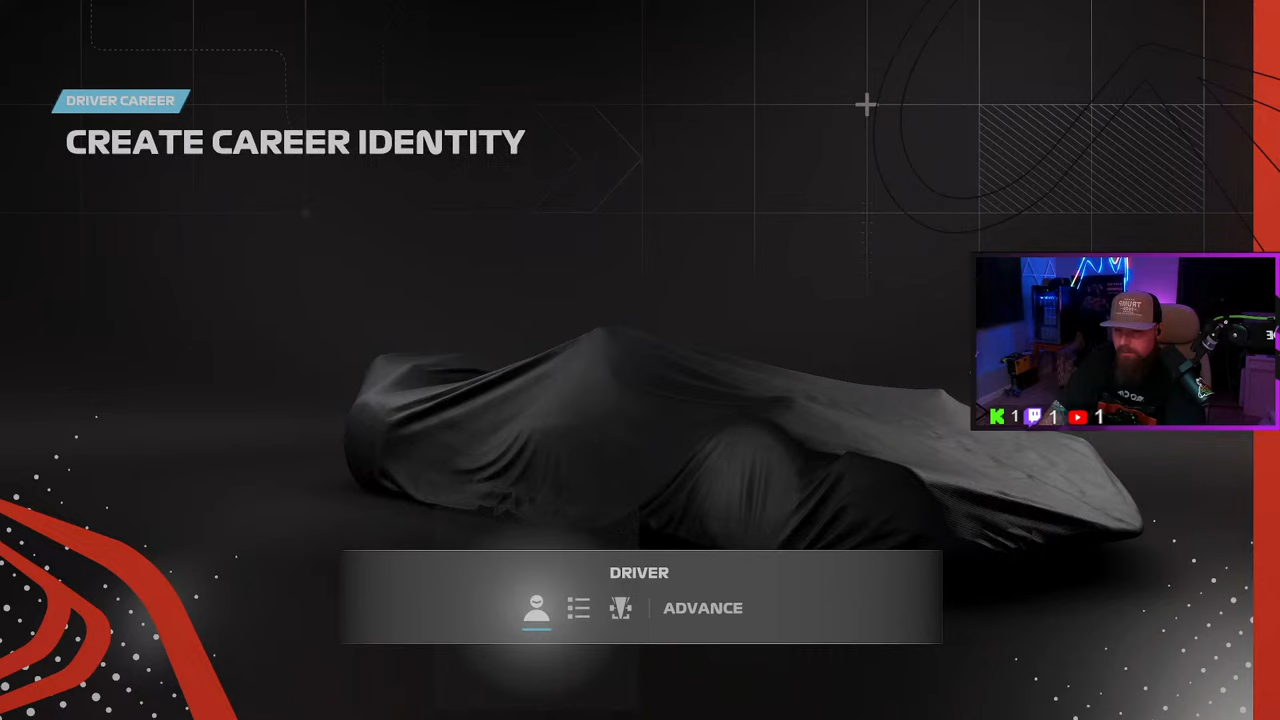 DRIVER CAREER
CREATE CAREER IDENTITY
1 1 1
DRIVER
ADVANCE